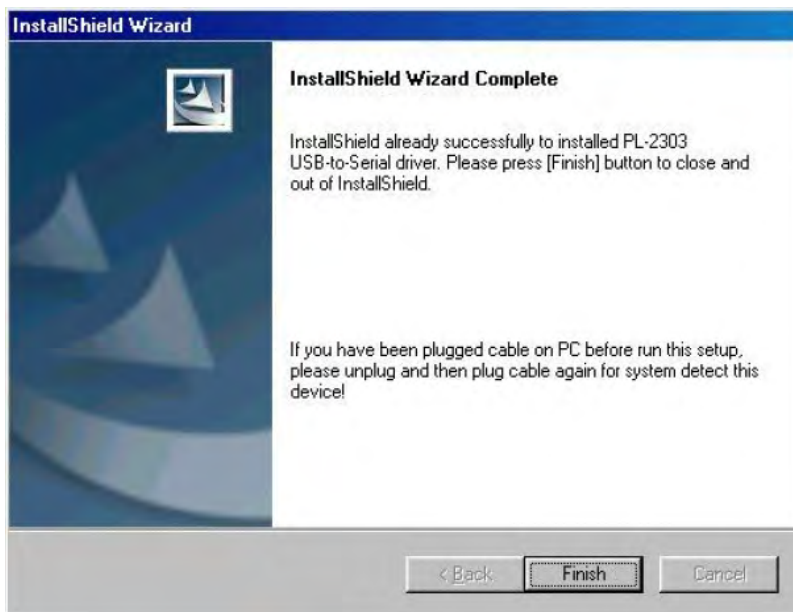 InstallShield Wizard
InstallShield Wizard Complete
InstallShield already successfully to installed PL-2303
USB-to-Serial driver. Please press [Finish] button to close and
out of InstallShield.
If you have been plugged cable on PC before run this setup,
please unplug and then plug cable again for system detect this
device!
< Back
Finish
Cancel